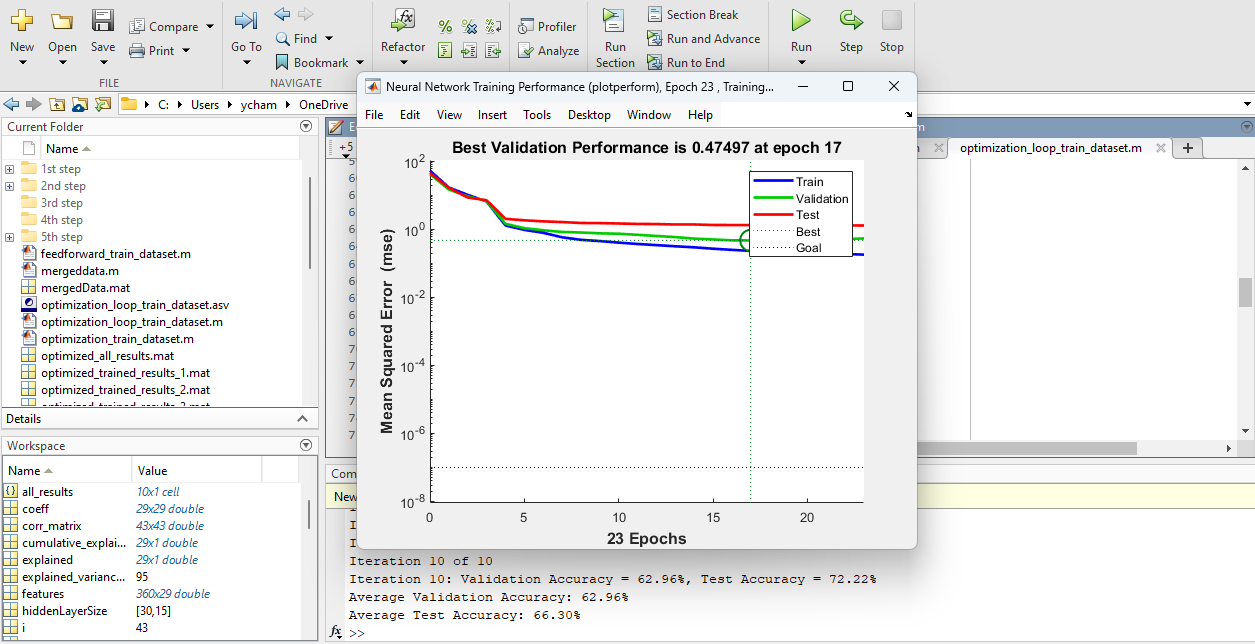 New
Open
Save
Compare
Print
FILE
Go To
Find
Bookmark
NAVIGATE
Refactor
Profiler
Analyze
Run
Section
Section Break
Run and Advance
Run to End
Run
Step
Stop
C:
Users
ycham
OneDrive
Current Folder
Name
1st step
2nd step
3rd step
4th step
5th step
feedforward_train_dataset.m
mergeddata.m
mergedData.mat
optimization_loop_train_dataset.asv
optimization_loop_train_dataset.m
optimization_train_dataset.m
optimized_all_results.mat
optimized_trained_results_1.mat
optimized_trained_results_2.mat
Details
Workspace
Name Value
all_results 10x1 cell
coeff 29x29 double
corr_matrix 43x43 double
cumulative_explai... 29x1 double
explained 29x1 double
explained_varianc... 95
features 360x29 double
hiddenLayerSize [30,15]
i 43
+5
optimization_loop_train_dataset.m
Neural Network Training Performance (plotperform), Epoch 23 , Training...
File Edit View Insert Tools Desktop Window Help
Best Validation Performance is 0.47497 at epoch 17
Mean Squared Error (mse)
10^2
10^0
10^-2
10^-4
10^-6
10^-8
Train
Validation
Test
Best
Goal
0 5 10 15 20
23 Epochs
Com
New
Iteration 10 of 10
Iteration 10: Validation Accuracy = 62.96%, Test Accuracy = 72.22%
Average Validation Accuracy: 62.96%
Average Test Accuracy: 66.30%
fx >>